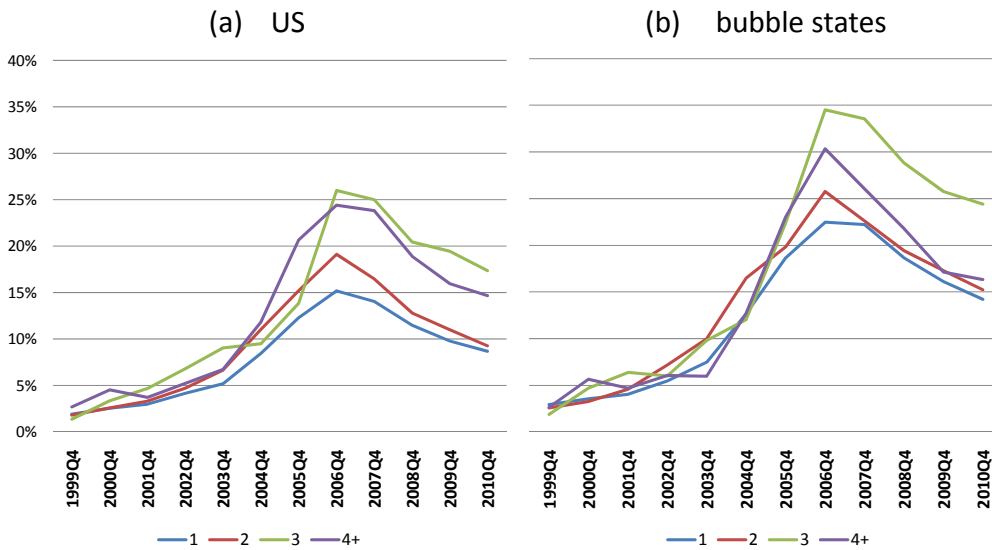 (a) US
(b) bubble states
40%
35%
30%
25%
20%
15%
10%
5%
0%
1999Q4
2000Q4
2001Q4
2002Q4
2003Q4
2004Q4
2005Q4
2006Q4
2007Q4
2008Q4
2009Q4
2010Q4
1999Q4
2000Q4
2001Q4
2002Q4
2003Q4
2004Q4
2005Q4
2006Q4
2007Q4
2008Q4
2009Q4
2010Q4
1 2 3 4+
1 2 3 4+